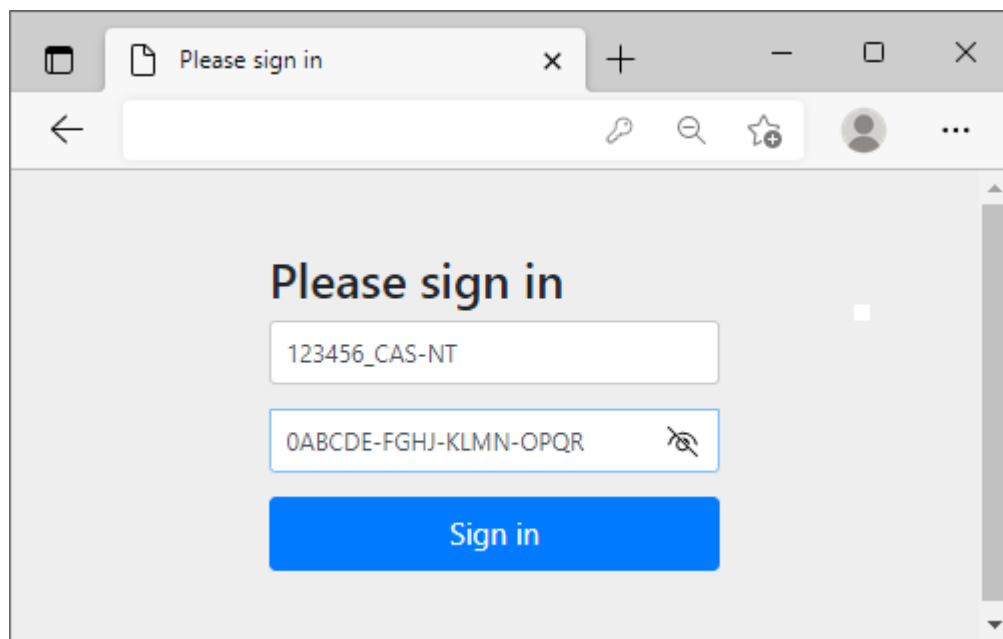 Please sign in
Please sign in
123456_CAS-NT
0ABCDE-FGHJ-KLMN-OPQR
Sign in